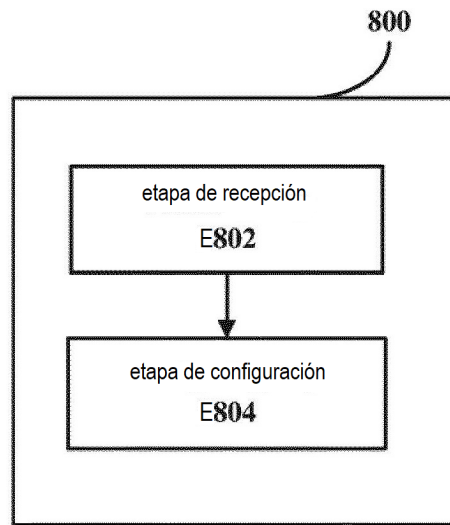 800
etapa de recepción
E802
etapa de configuración
E804